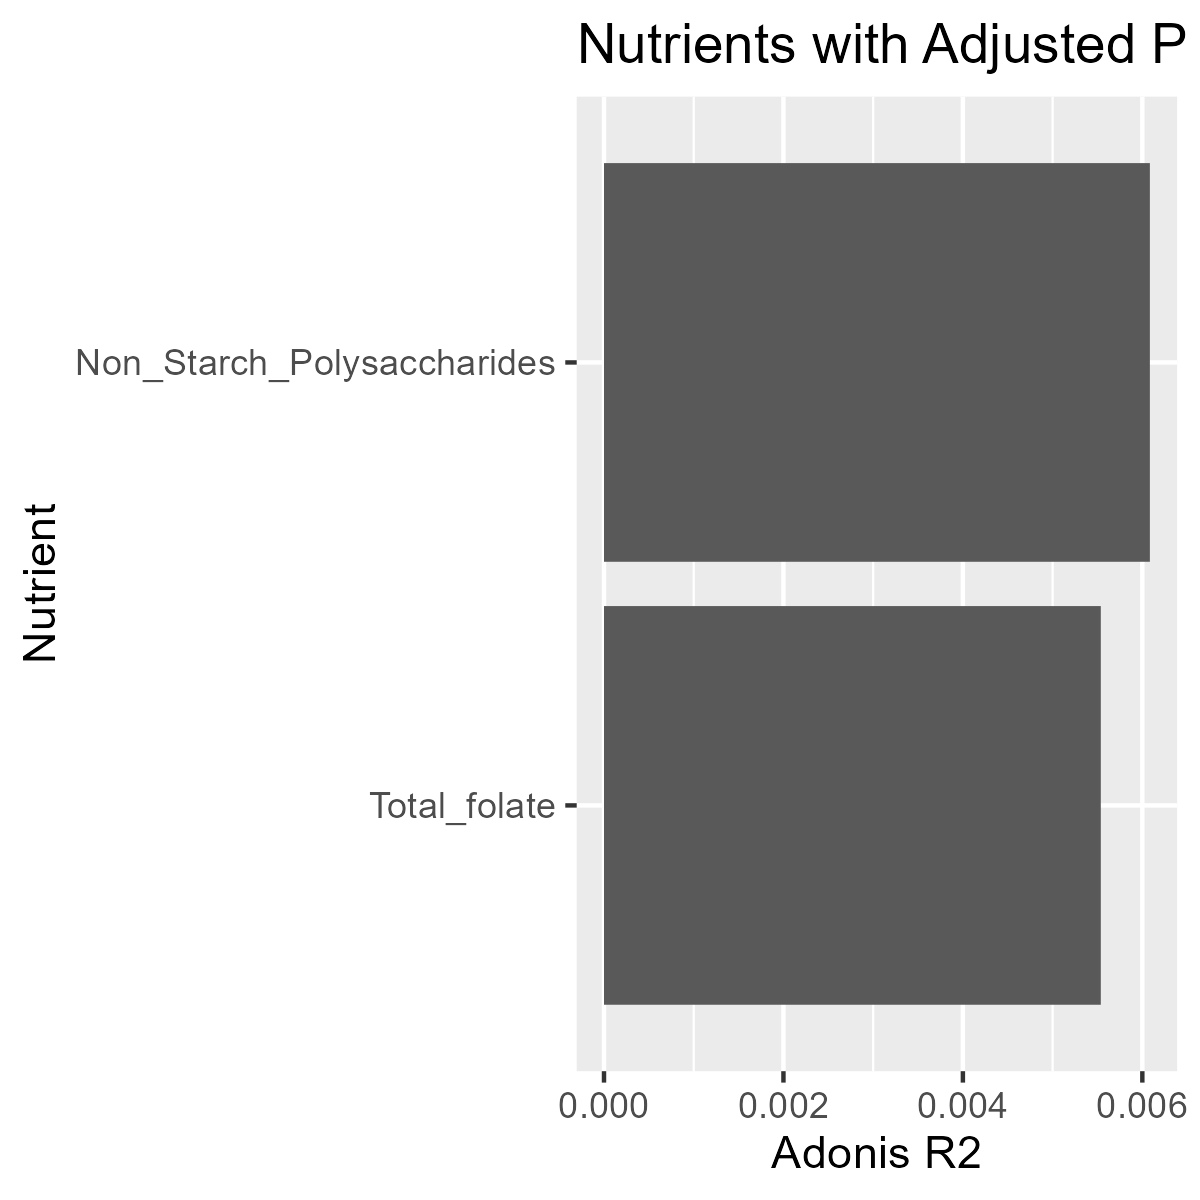 Nutrients with Adjusted P
Non_Starch_Polysaccharides
Nutrient
Total_folate
0.000 0.002 0.004 0.006
Adonis R2